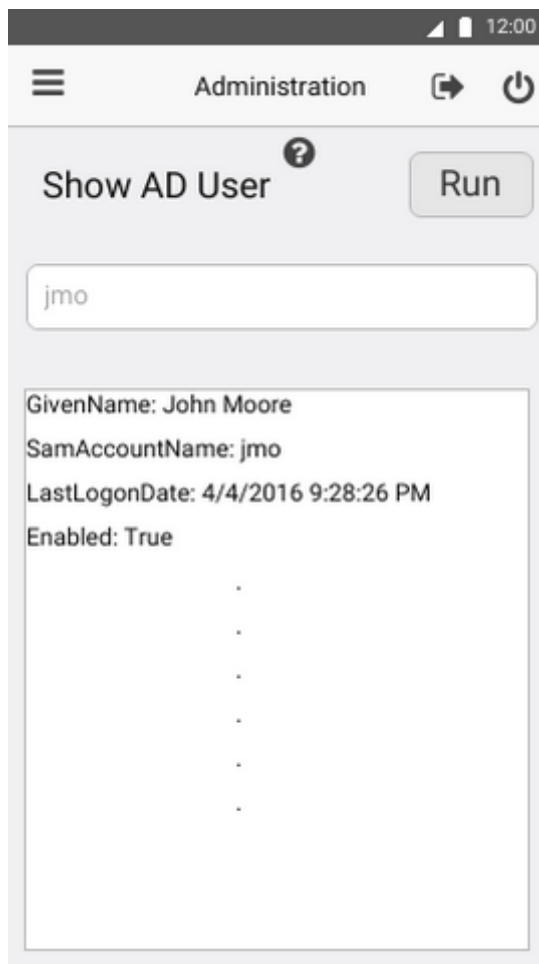 12:00
Administration
Show AD User ?
Run
jmo
GivenName: John Moore
SamAccountName: jmo
LastLogonDate: 4/4/2016 9:28:26 PM
Enabled: True
.
.
.
.
.
.